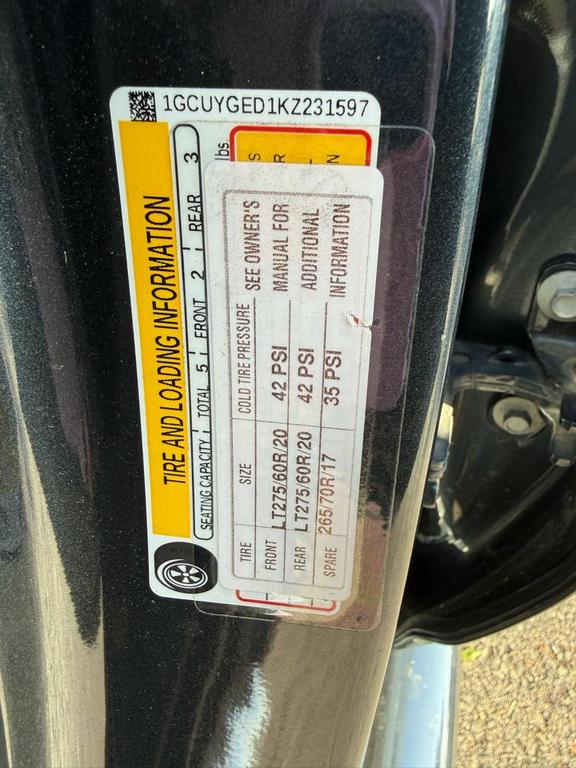 1GCUYGED1KZ231597
TIRE AND LOADING INFORMATION
SEATING CAPACITY TOTAL 5 FRONT 2 REAR 3
lbs
TIRE SIZE COLD TIRE PRESSURE SEE OWNER'S
FRONT LT275/60R/20 42 PSI MANUAL FOR
REAR LT275/60R/20 42 PSI ADDITIONAL
SPARE 265/70R/17 35 PSI INFORMATION